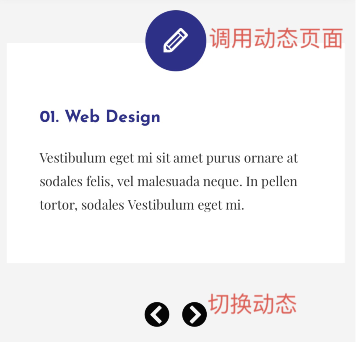 调用动态页面
01. Web Design
Vestibulum eget mi sit amet purus ornare at
sodales felis, vel malesuada neque. In pellen
tortor, sodales Vestibulum eget mi.
切换动态